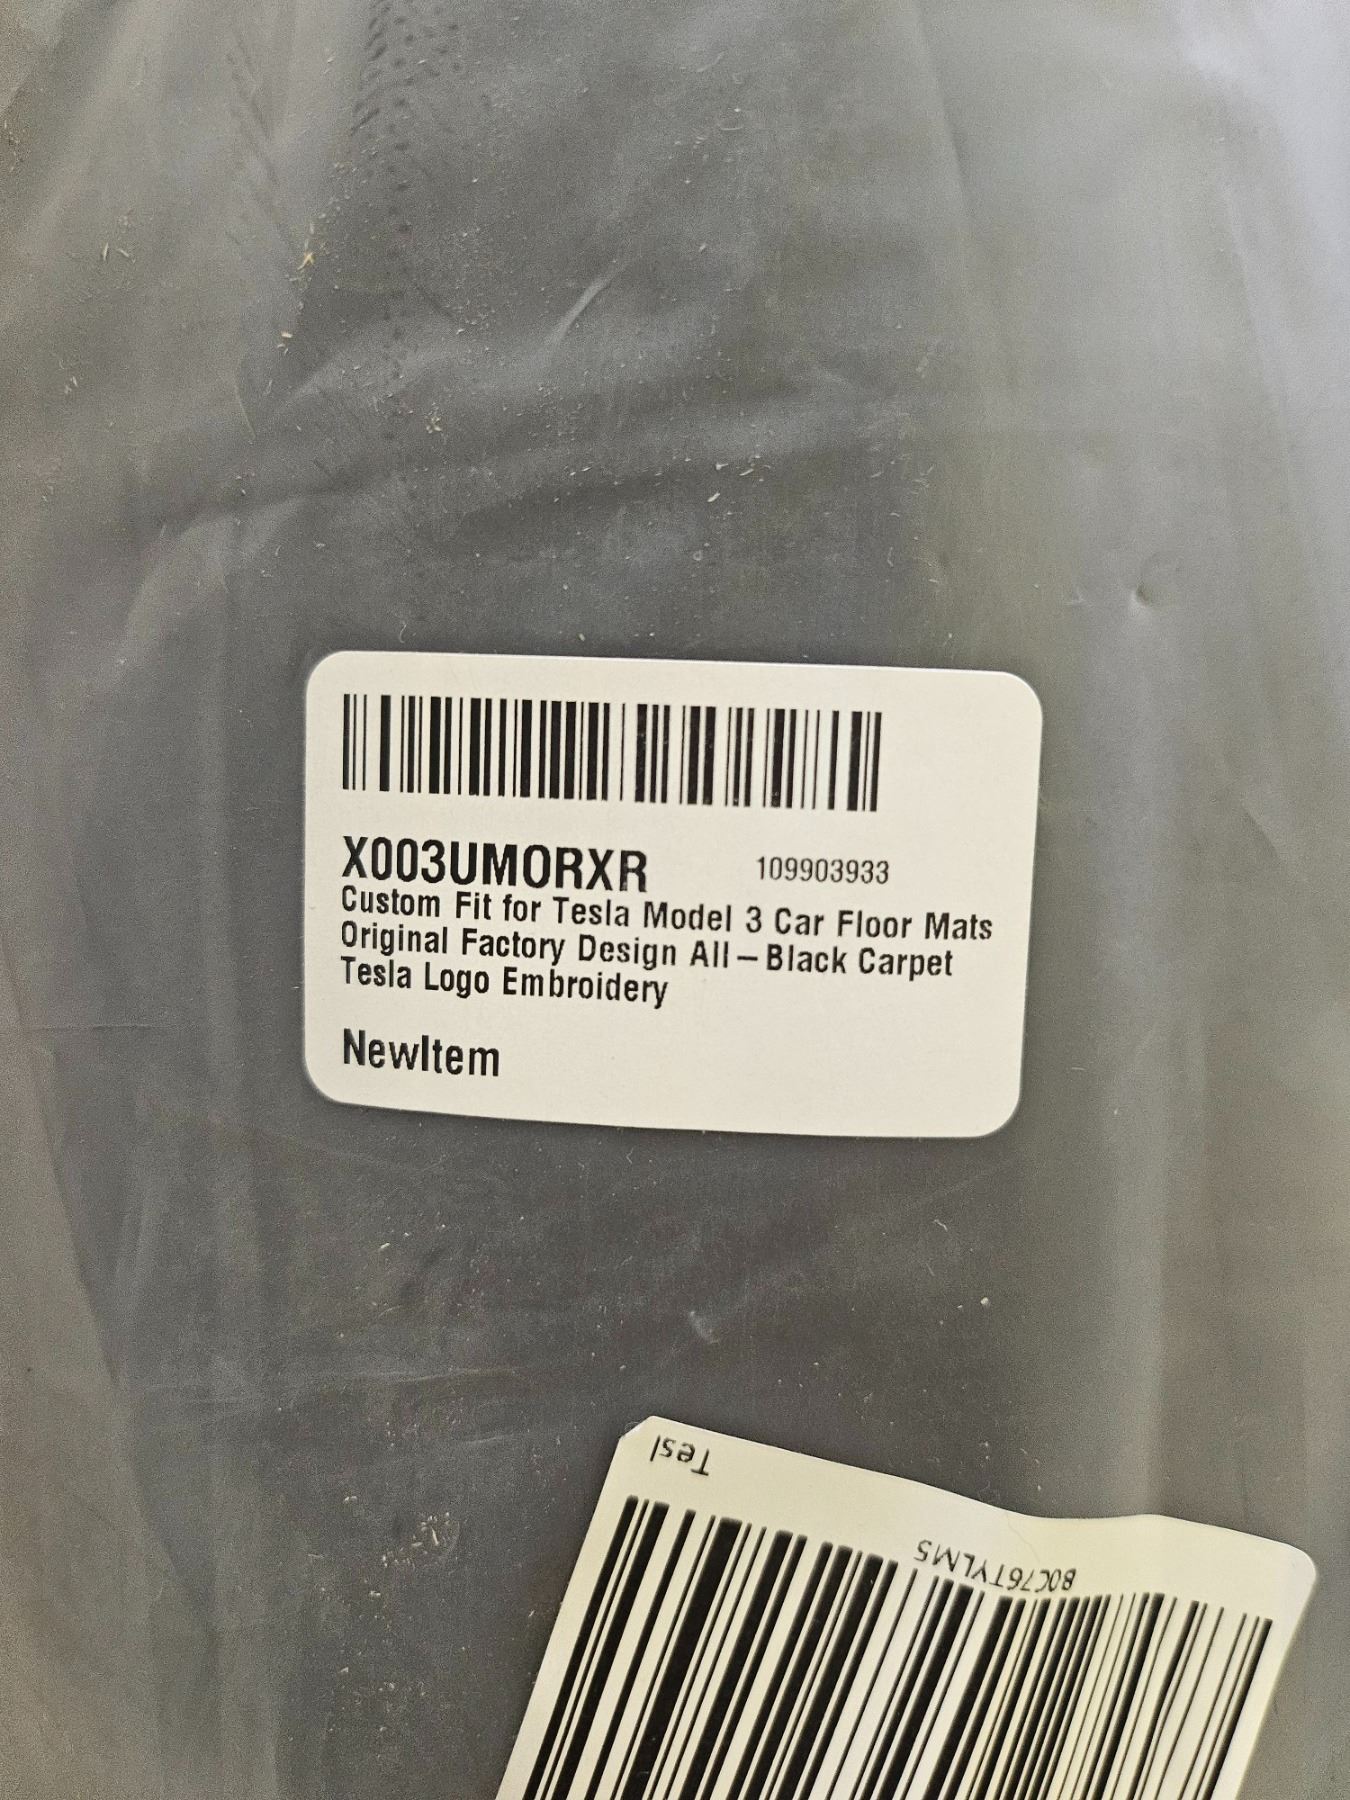 X003UMORXR 109903933
Custom Fit for Tesla Model 3 Car Floor Mats
Original Factory Design All – Black Carpet
Tesla Logo Embroidery
NewItem
B0C76TYLM5
Tesl